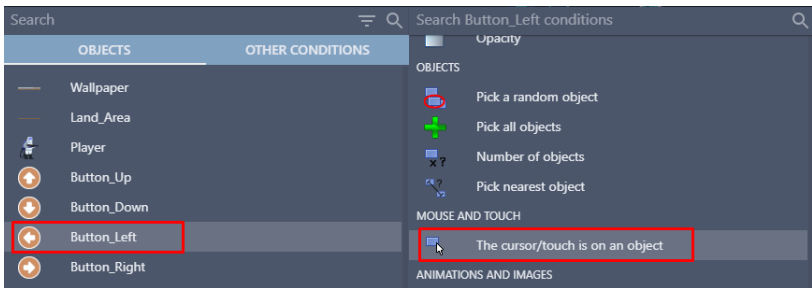 Search
OBJECTS
OTHER CONDITIONS
Wallpaper
Land_Area
Player
Button_Up
Button_Down
Button_Left
Button_Right
Search Button_Left conditions
Opacity
OBJECTS
Pick a random object
Pick all objects
Number of objects
Pick nearest object
MOUSE AND TOUCH
The cursor/touch is on an object
ANIMATIONS AND IMAGES